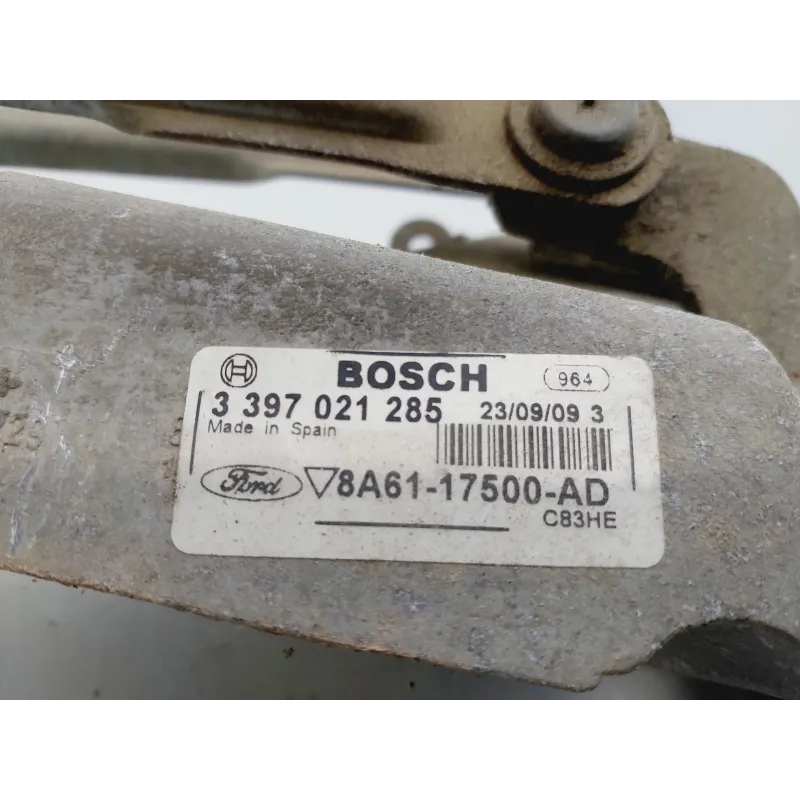 BOSCH 964
3 397 021 285 23/09/09 3
Made in Spain
Ford ▽8A61-17500-AD
C83HE